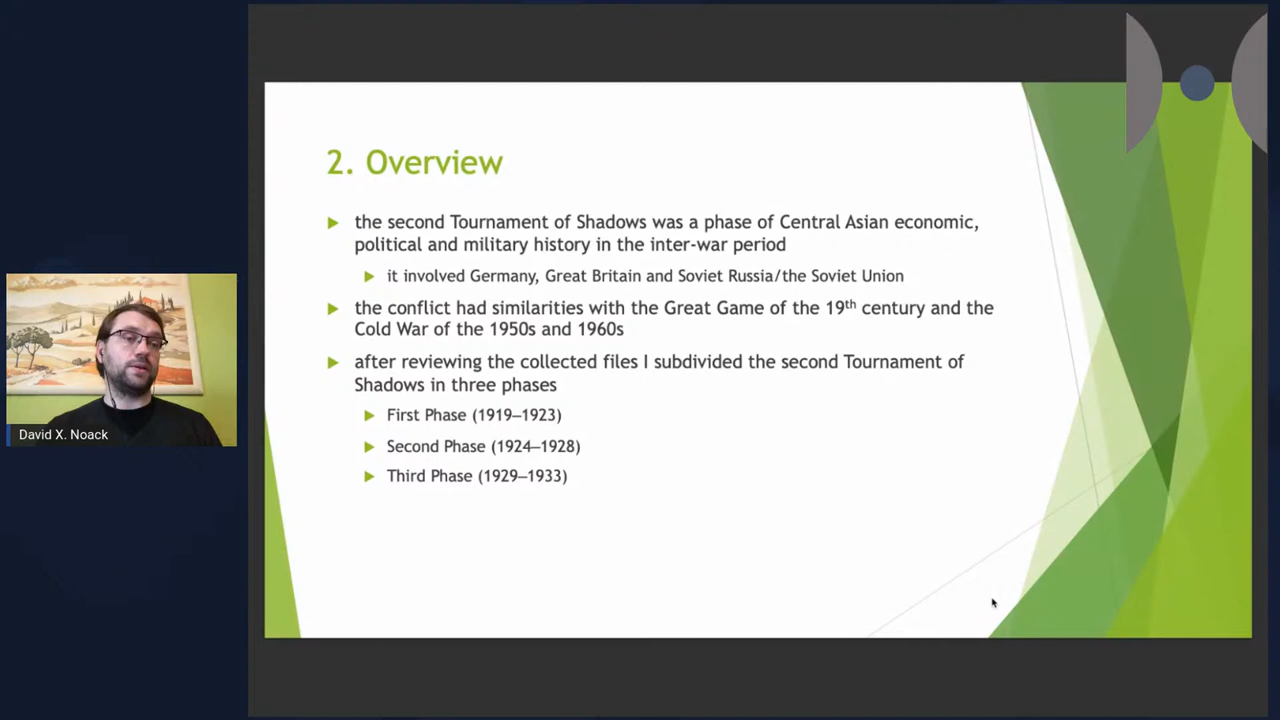 2. Overview
the second Tournament of Shadows was a phase of Central Asian economic,
political and military history in the inter-war period
it involved Germany, Great Britain and Soviet Russia/the Soviet Union
the conflict had similarities with the Great Game of the 19th century and the
Cold War of the 1950s and 1960s
after reviewing the collected files I subdivided the second Tournament of
Shadows in three phases
First Phase (1919–1923)
Second Phase (1924–1928)
Third Phase (1929–1933)
David X. Noack